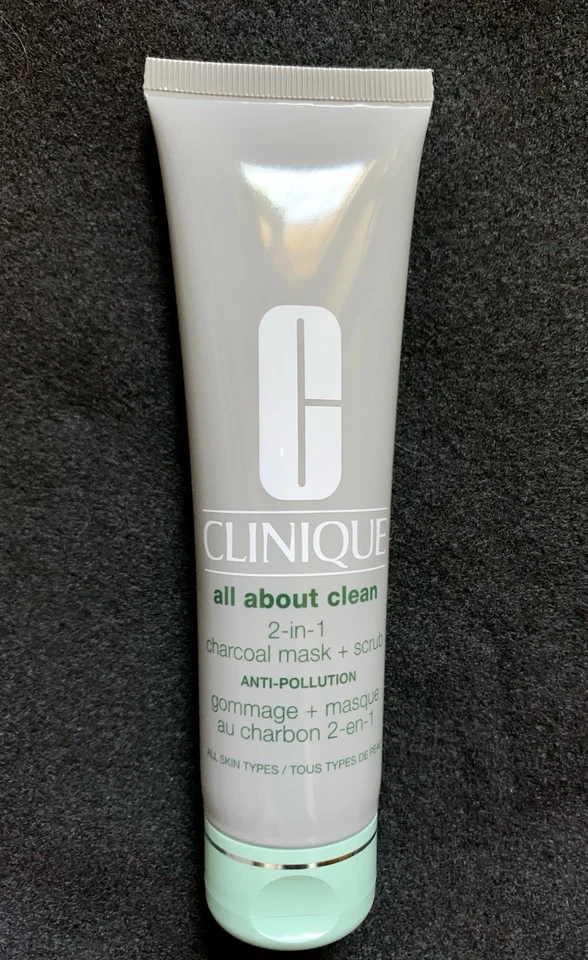 C
CLINIQUE
all about clean
2-in-1
charcoal mask + scrub
ANTI-POLLUTION
gommage + masque
au charbon 2-en-1
ALL SKIN TYPES / TOUS TYPES DE PEAU